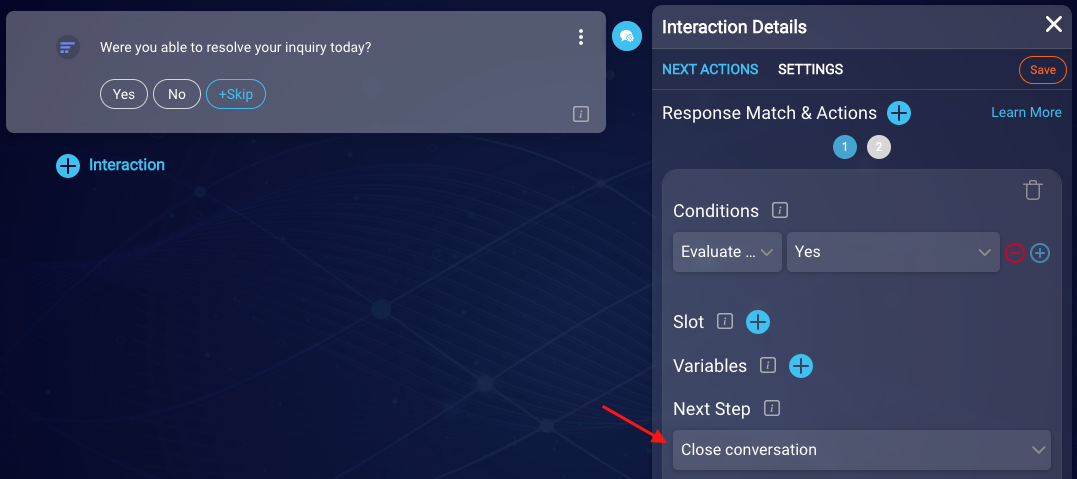 Were you able to resolve your inquiry today?
Yes No +Skip
i
Interaction
Interaction Details
NEXT ACTIONS SETTINGS Save
Response Match & Actions Learn More
1 2
Conditions i
Evaluate ... Yes
Slot i
Variables i
Next Step i
Close conversation